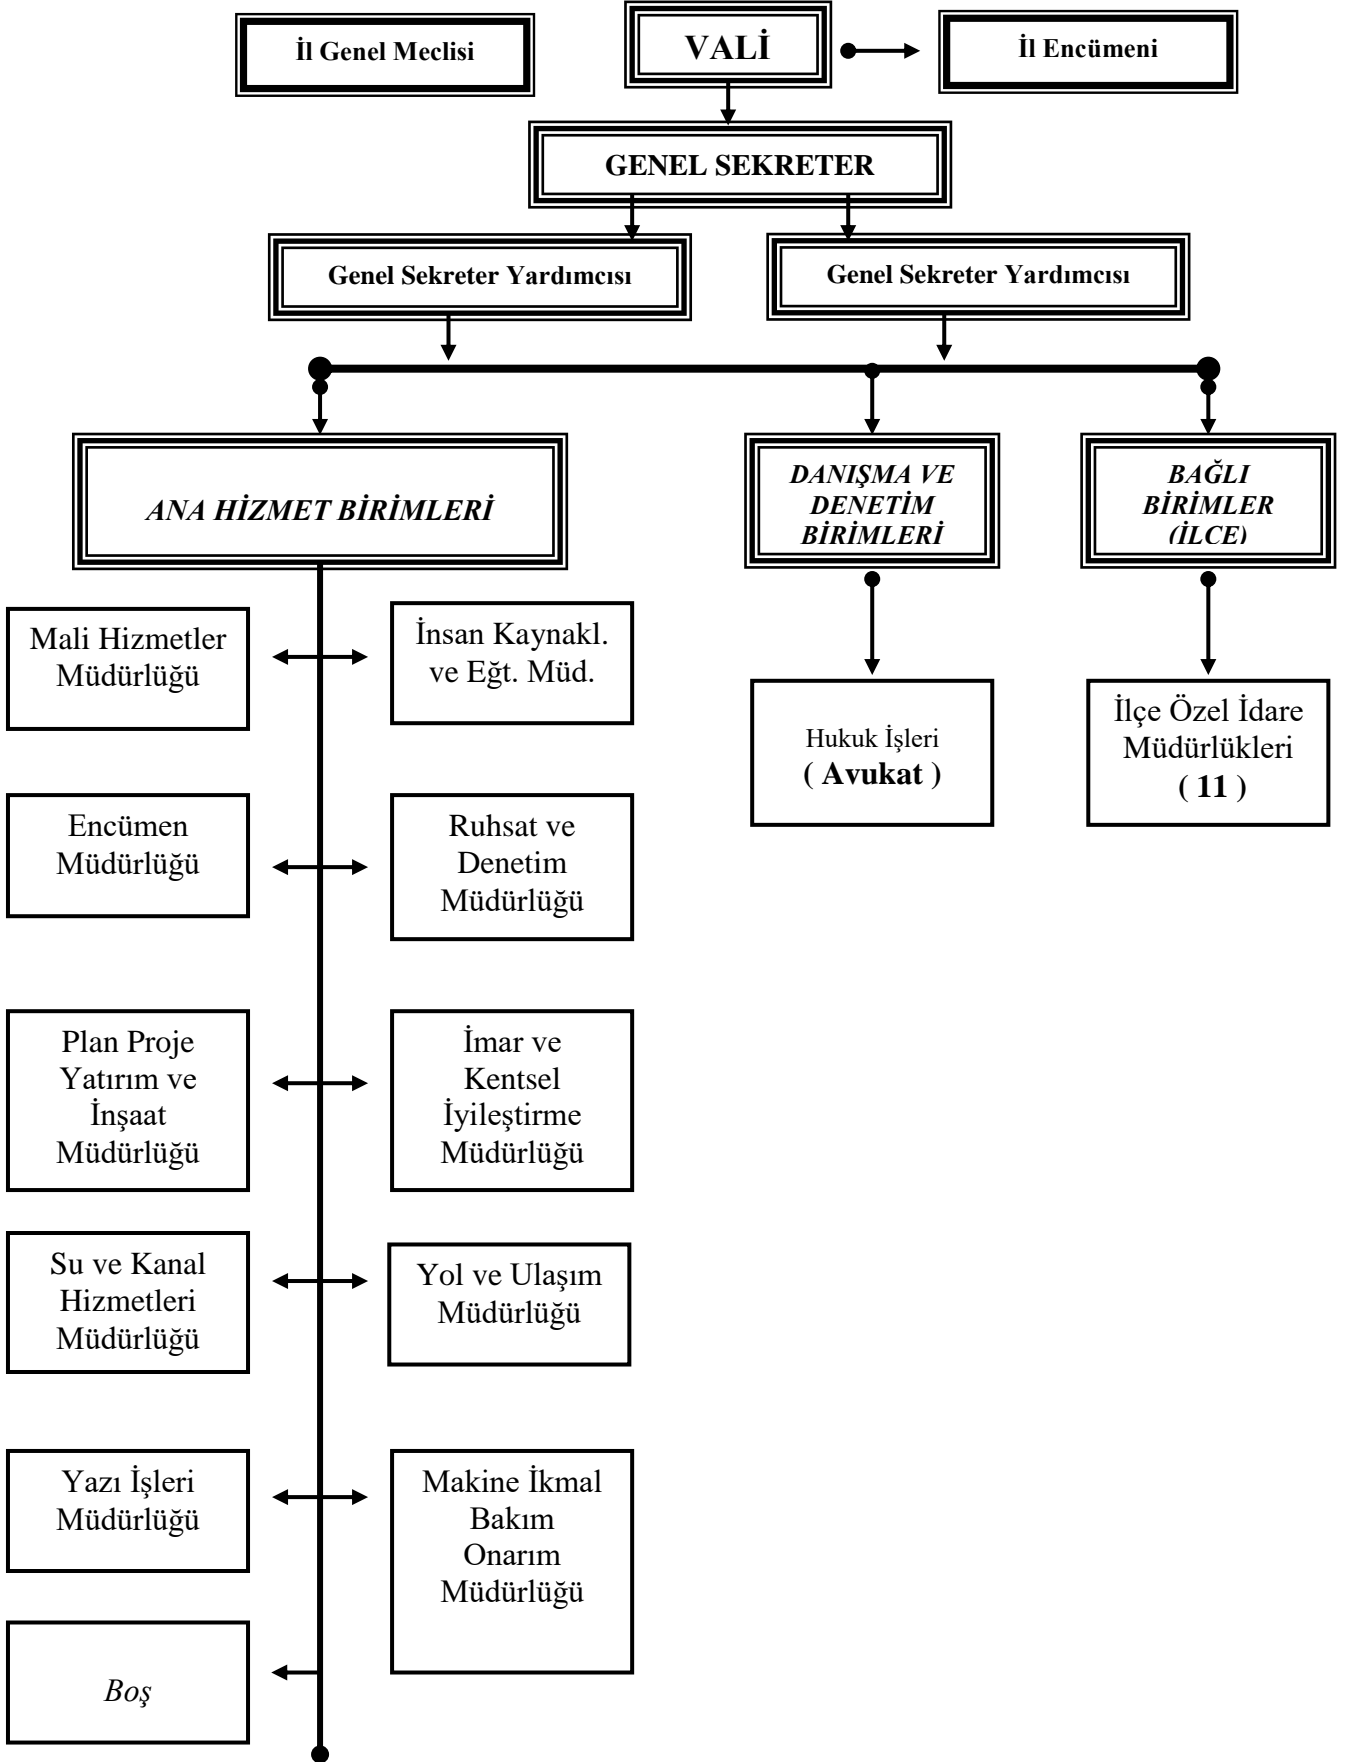 İl Genel Meclisi
VALİ
İl Encümeni
GENEL SEKRETER
Genel Sekreter Yardımcısı
Genel Sekreter Yardımcısı
ANA HİZMET BİRİMLERİ
DANIŞMA VE
DENETİM
BİRİMLERİ
BAĞLI
BİRİMLER
(İLCE)
Mali Hizmetler
Müdürlüğü
İnsan Kaynakl.
ve Eğt. Müd.
Hukuk İşleri
( Avukat )
İlçe Özel İdare
Müdürlükleri
( 11 )
Encümen
Müdürlüğü
Ruhsat ve
Denetim
Müdürlüğü
Plan Proje
Yatırım ve
İnşaat
Müdürlüğü
İmar ve
Kentsel
İyileştirme
Müdürlüğü
Su ve Kanal
Hizmetleri
Müdürlüğü
Yol ve Ulaşım
Müdürlüğü
Yazı İşleri
Müdürlüğü
Makine İkmal
Bakım
Onarım
Müdürlüğü
Boş